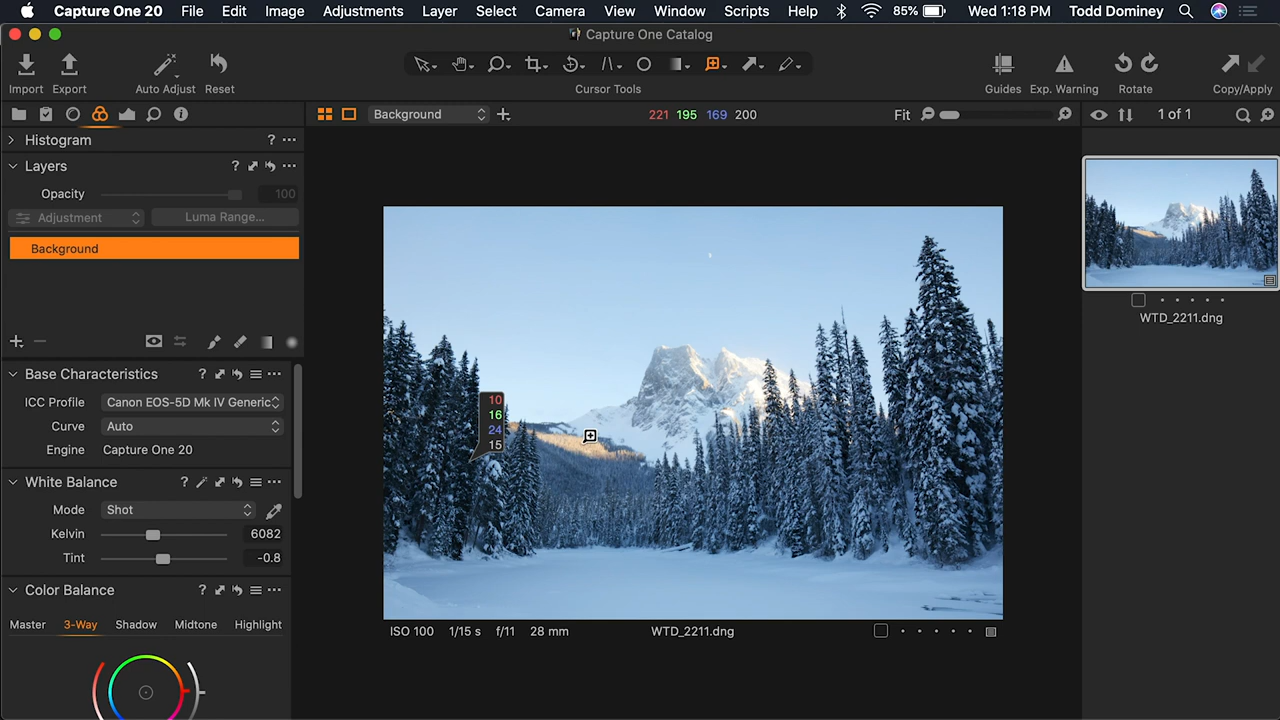 Capture One 20 File Edit Image Adjustments Layer Select Camera View Window Scripts Help 85% Wed 1:18 PM Todd Dominey
Capture One Catalog
Import Export Auto Adjust Reset Cursor Tools Guides Exp. Warning Rotate Copy/Apply
Background 221 195 169 200 Fit 1 of 1
Histogram ? ...
Layers ? ...
Opacity 100
Adjustment Luma Range...
Background
Base Characteristics ? ...
ICC Profile Canon EOS-5D Mk IV Generic
Curve Auto
Engine Capture One 20
White Balance ? ...
Mode Shot
Kelvin 6082
Tint -0.8
Color Balance ? ...
Master 3-Way Shadow Midtone Highlight
10
16
24
15
ISO 100 1/15 s f/11 28 mm WTD_2211.dng
WTD_2211.dng